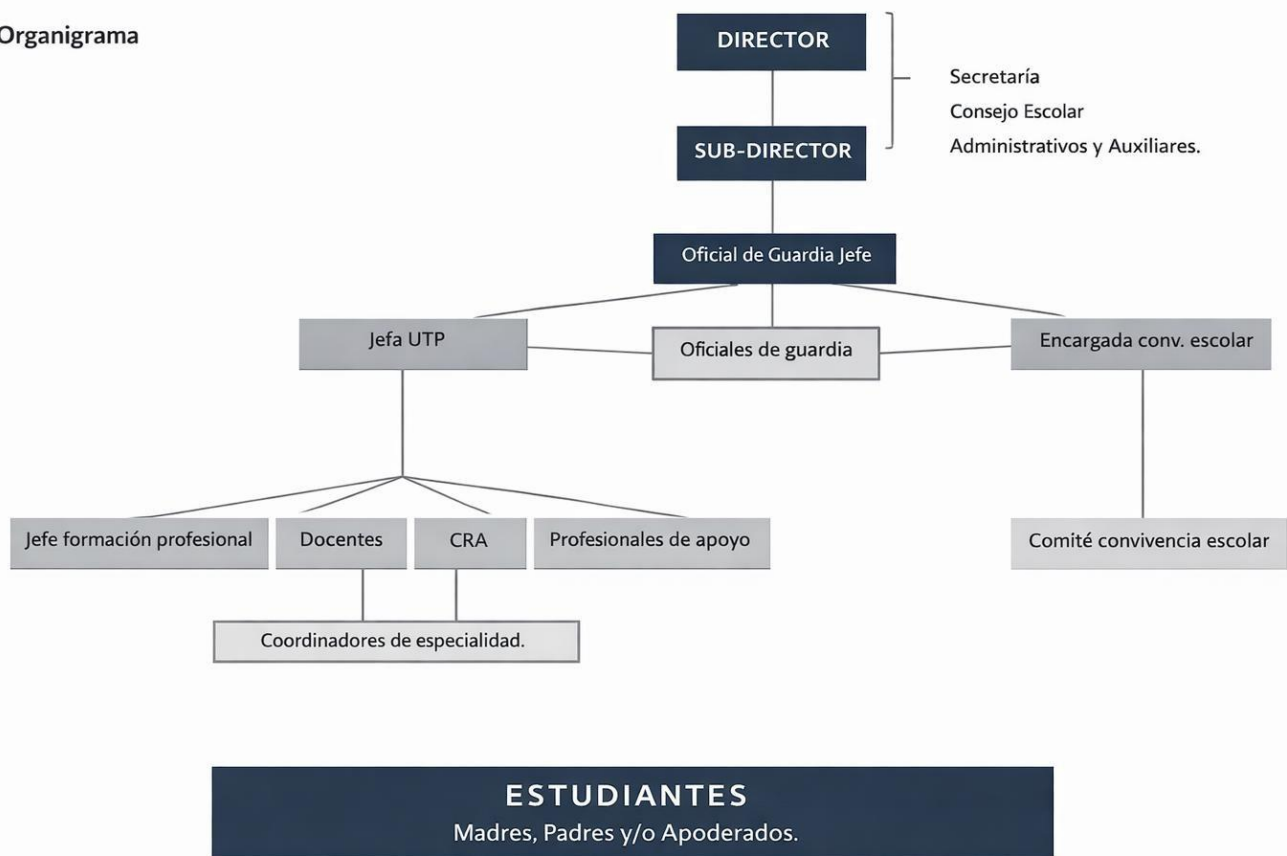 Organigrama
DIRECTOR
Secretaría
Consejo Escolar
Administrativos y Auxiliares.
SUB-DIRECTOR
Oficial de Guardia Jefe
Jefa UTP
Oficiales de guardia
Encargada conv. escolar
Jefe formación profesional
Docentes
CRA
Profesionales de apoyo
Comité convivencia escolar
Coordinadores de especialidad.
ESTUDIANTES
Madres, Padres y/o Apoderados.